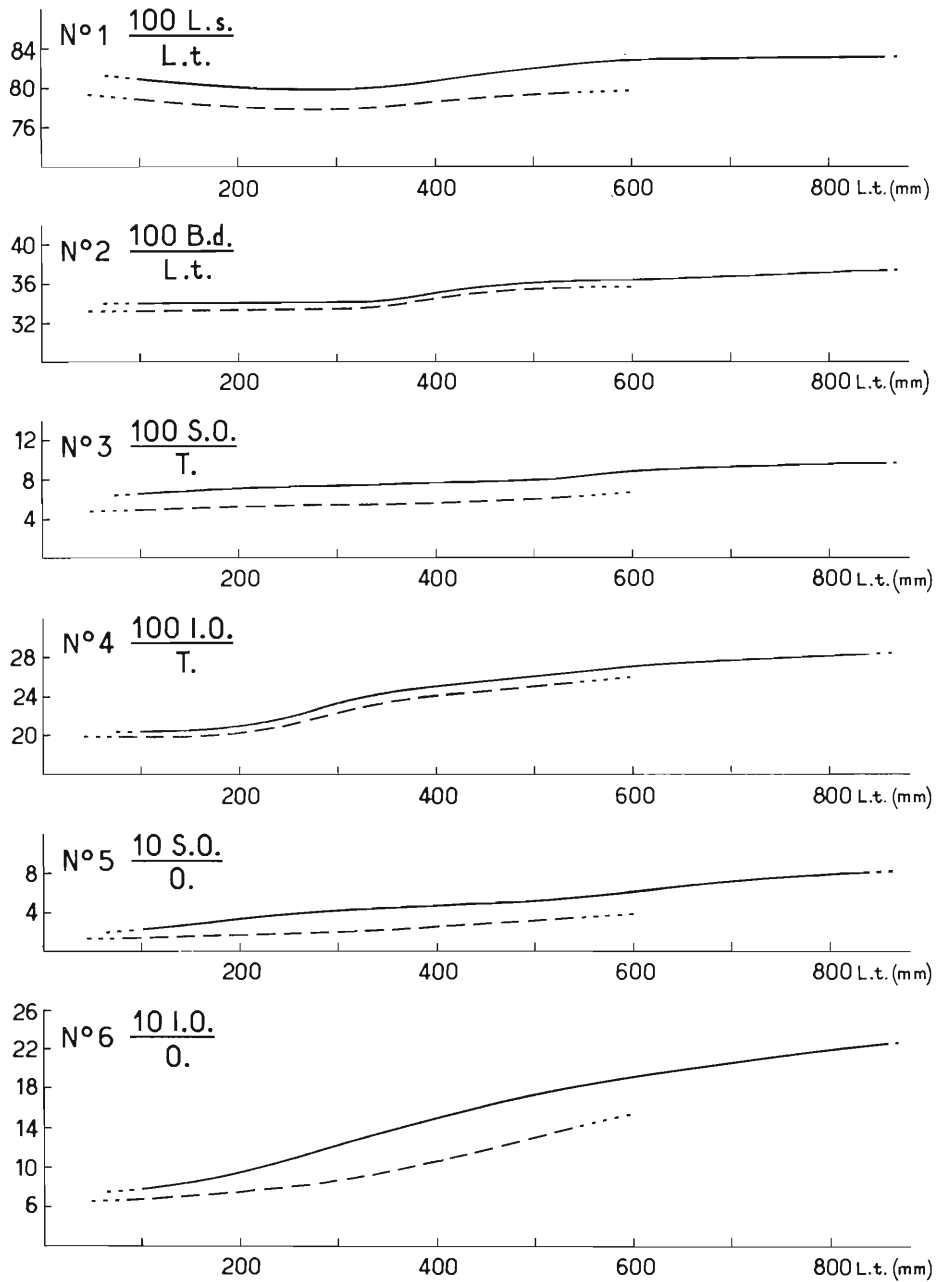 N°1 100 L.s.
L.t.
84
80
76
200 400 600 800 L.t. (mm)
N°2 100 B.d.
L.t.
40
36
32
200 400 600 800 L.t. (mm)
N°3 100 S.O.
T.
12
8
4
200 400 600 800 L.t. (mm)
N°4 100 I.O.
T.
28
24
20
200 400 600 800 L.t. (mm)
N°5 10 S.O.
O.
8
4
200 400 600 800 L.t. (mm)
N°6 10 I.O.
O.
26
22
18
14
10
6
200 400 600 800 L.t. (mm)